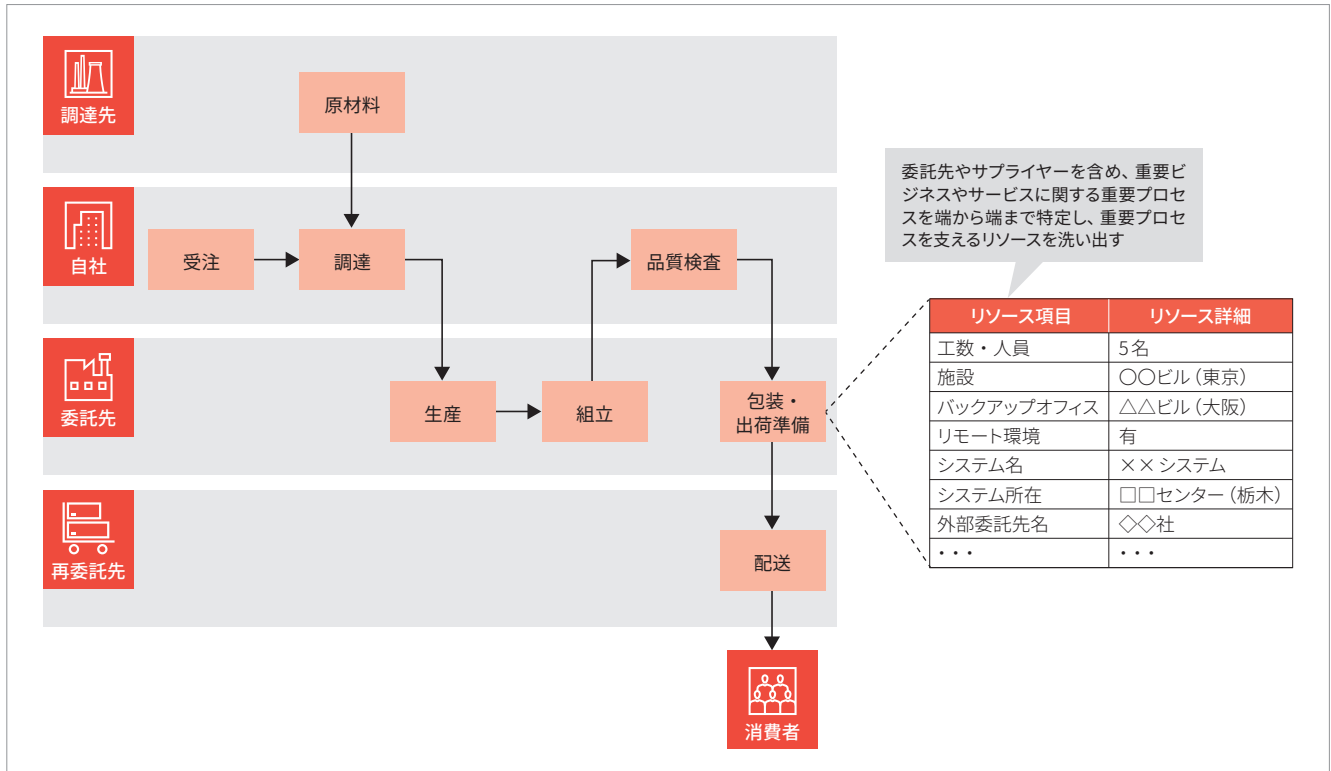 調達先
原材料
自社
受注
調達
品質検査
委託先
生産
組立
包装・
出荷準備
再委託先
配送
消費者
委託先やサプライヤーを含め、重要ビ
ジネスやサービスに関する重要プロセ
スを端から端まで特定し、重要プロセ
スを支えるリソースを洗い出す
リソース項目 リソース詳細
工数・人員 5名
施設 〇〇ビル（東京）
バックアップオフィス △△ビル（大阪）
リモート環境 有
システム名 ××システム
システム所在 □□センター（栃木）
外部委託先名 ◇◇社
・・・ ・・・